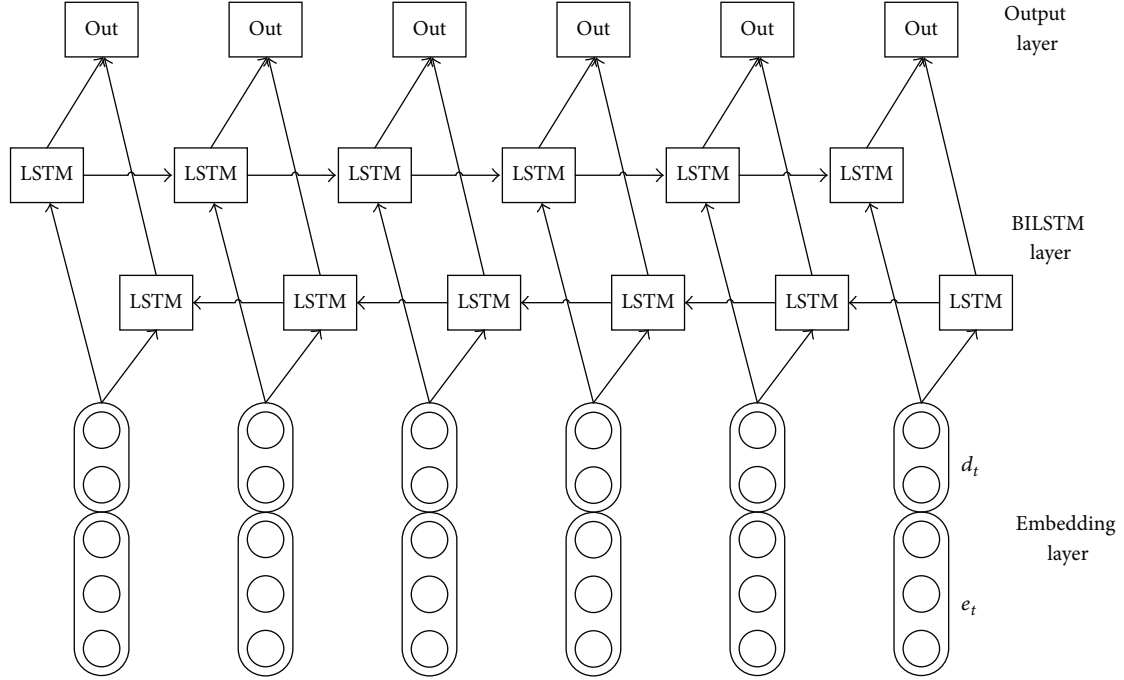 Out Out Out Out Out Out
Output
layer
LSTM LSTM LSTM LSTM LSTM LSTM
BILSTM
layer
LSTM LSTM LSTM LSTM LSTM LSTM
d_t
Embedding
layer
e_t